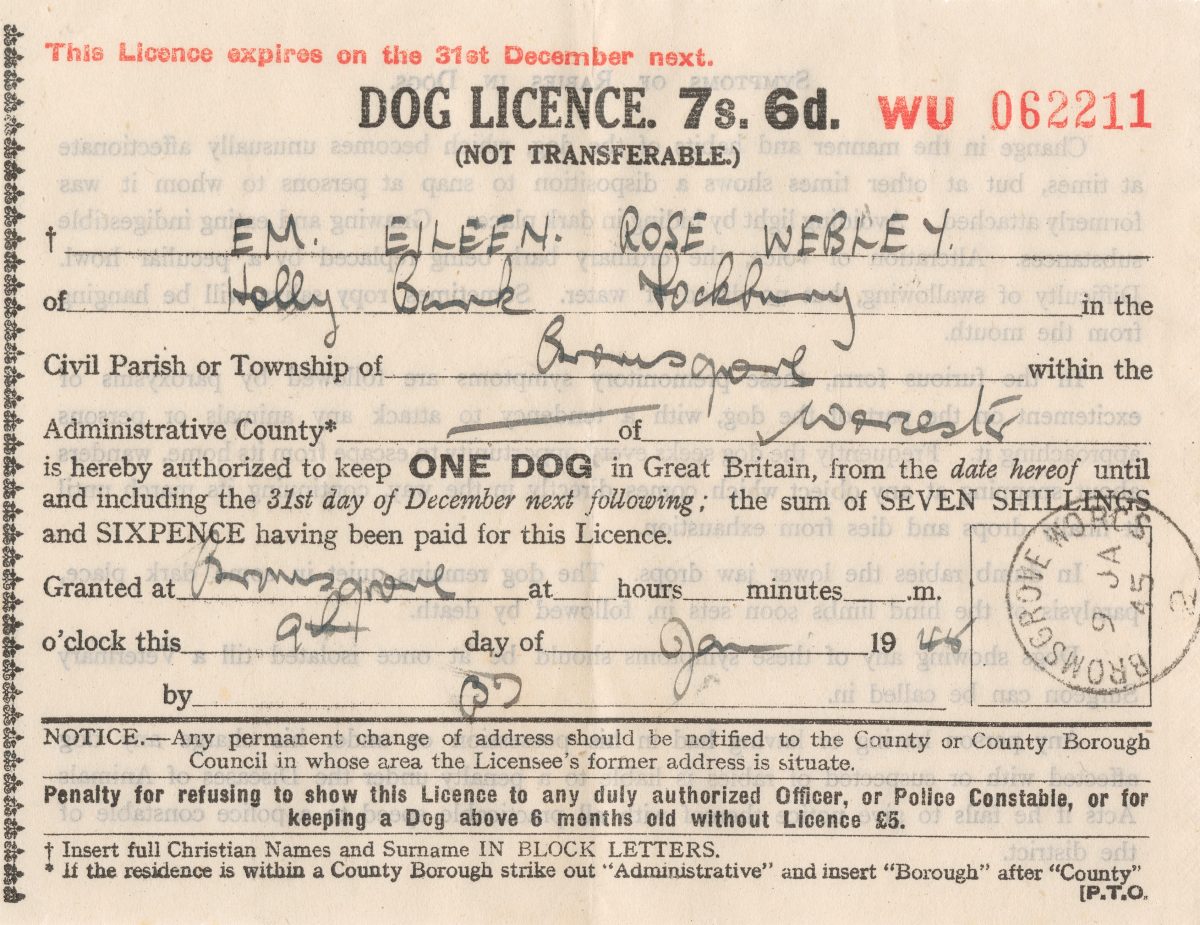 This Licence expires on the 31st December next.
DOG LICENCE. 7s. 6d. WU 062211
(NOT TRANSFERABLE.)
† EM. EILEEN. ROSE WEBLEY.
of Holly Bank Lockbury in the
Civil Parish or Township of Bromsgrove within the
Administrative County* of Worcester
is hereby authorized to keep ONE DOG in Great Britain, from the date hereof until
and including the 31st day of December next following; the sum of SEVEN SHILLINGS
and SIXPENCE having been paid for this Licence.
Granted at Bromsgrove at hours minutes .m.
o'clock this 9th day of Jan 19
by
BROMSGROVE WORCS
9 JA
45
2
NOTICE.—Any permanent change of address should be notified to the County or County Borough
Council in whose area the Licensee's former address is situate.
Penalty for refusing to show this Licence to any duly authorized Officer, or Police Constable, or for
keeping a Dog above 6 months old without Licence £5.
† Insert full Christian Names and Surname IN BLOCK LETTERS.
* If the residence is within a County Borough strike out "Administrative" and insert "Borough" after "County"
[P.T.O.